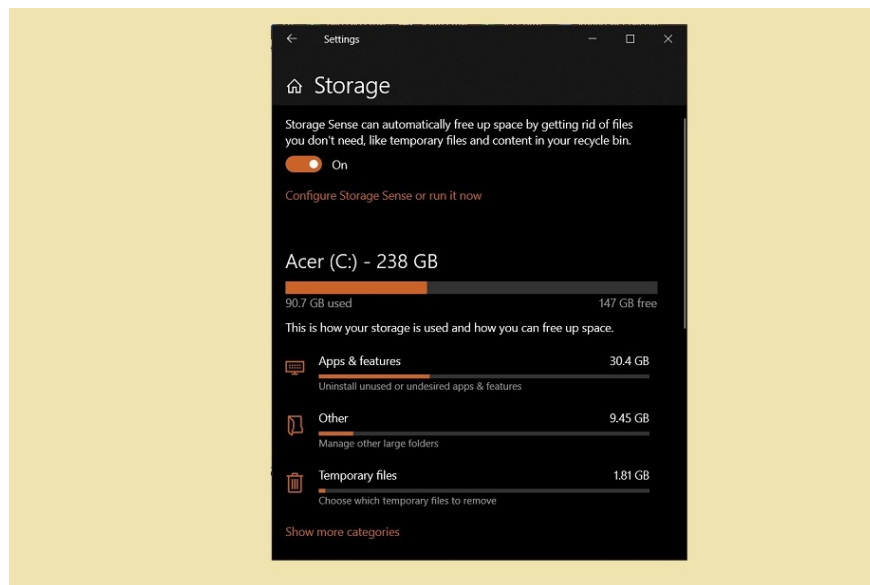 Settings
Storage
Storage Sense can automatically free up space by getting rid of files
you don't need, like temporary files and content in your recycle bin.
On
Configure Storage Sense or run it now
Acer (C:) - 238 GB
90.7 GB used 147 GB free
This is how your storage is used and how you can free up space.
Apps & features 30.4 GB
Uninstall unused or undesired apps & features
Other 9.45 GB
Manage other large folders
Temporary files 1.81 GB
Choose which temporary files to remove
Show more categories